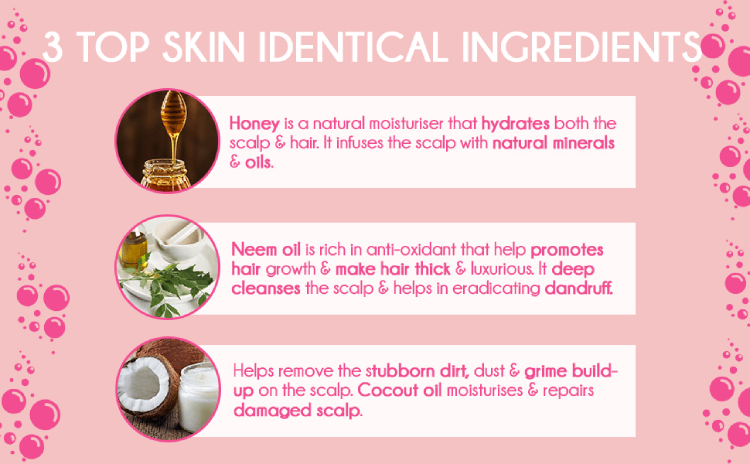 3 TOP SKIN IDENTICAL INGREDIENTS
Honey is a natural moisturiser that hydrates both the
scalp & hair. It infuses the scalp with natural minerals
& oils.
Neem oil is rich in anti-oxidant that help promotes
hair growth & make hair thick & luxurious. It deep
cleanses the scalp & helps in eradicating dandruff.
Helps remove the stubborn dirt, dust & grime build-
up on the scalp. Cocout oil moisturises & repairs
damaged scalp.